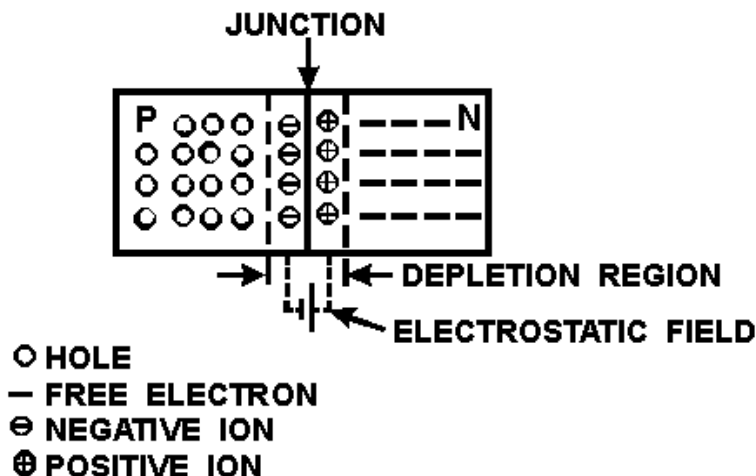 JUNCTION
P
N
DEPLETION REGION
ELECTROSTATIC FIELD
HOLE
FREE ELECTRON
NEGATIVE ION
POSITIVE ION